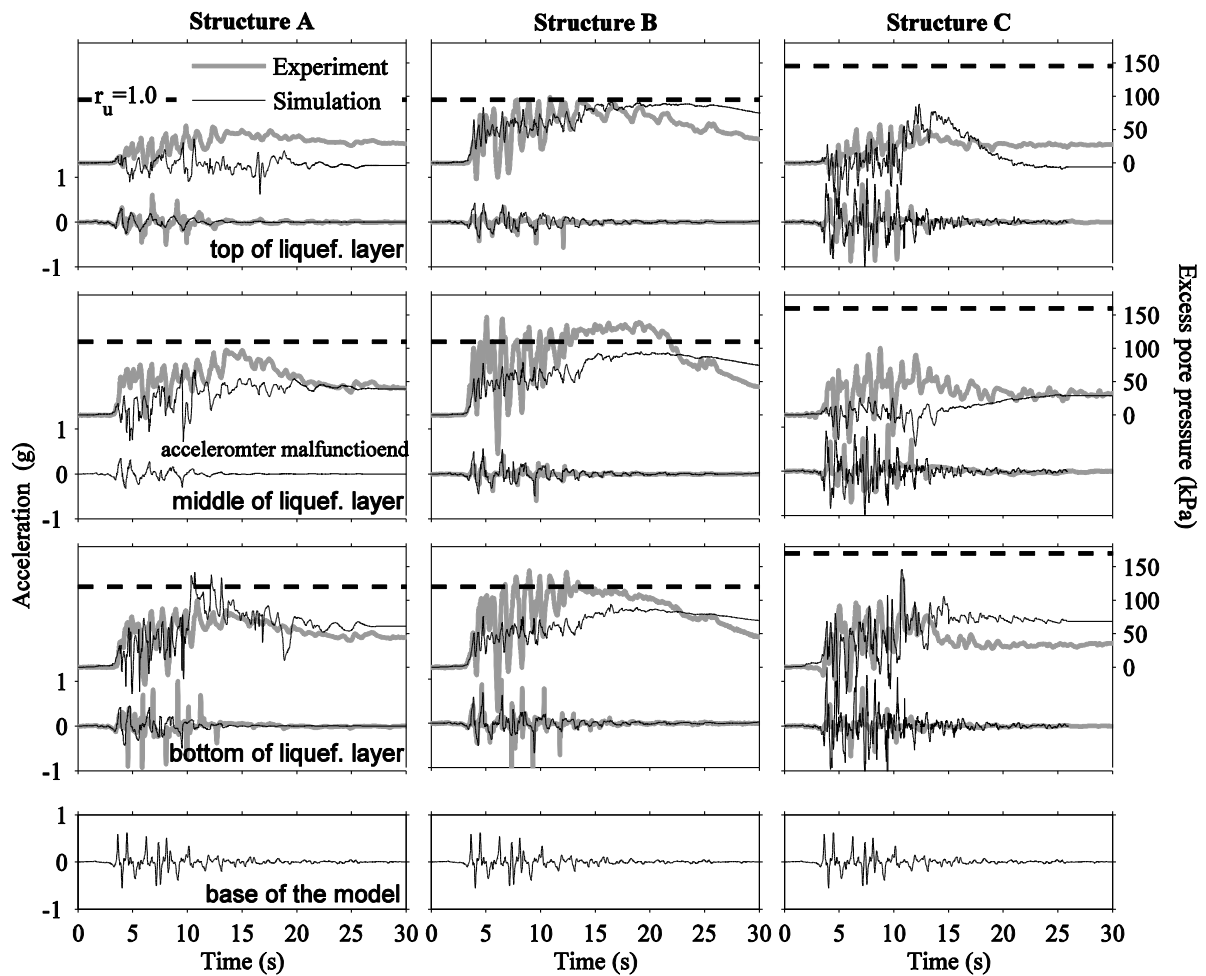 Structure A Structure B Structure C
Experiment
Simulation
r_u=1.0
150
100
50
0
1
0
-1
top of liquef. layer
150
100
50
0
1
0
-1
acceleromter malfunctioend
middle of liquef. layer
150
100
50
0
1
0
-1
bottom of liquef. layer
1
0
-1
base of the model
Acceleration (g)
Excess pore pressure (kPa)
0 5 10 15 20 25 30 0 5 10 15 20 25 30 0 5 10 15 20 25 30
Time (s) Time (s) Time (s)